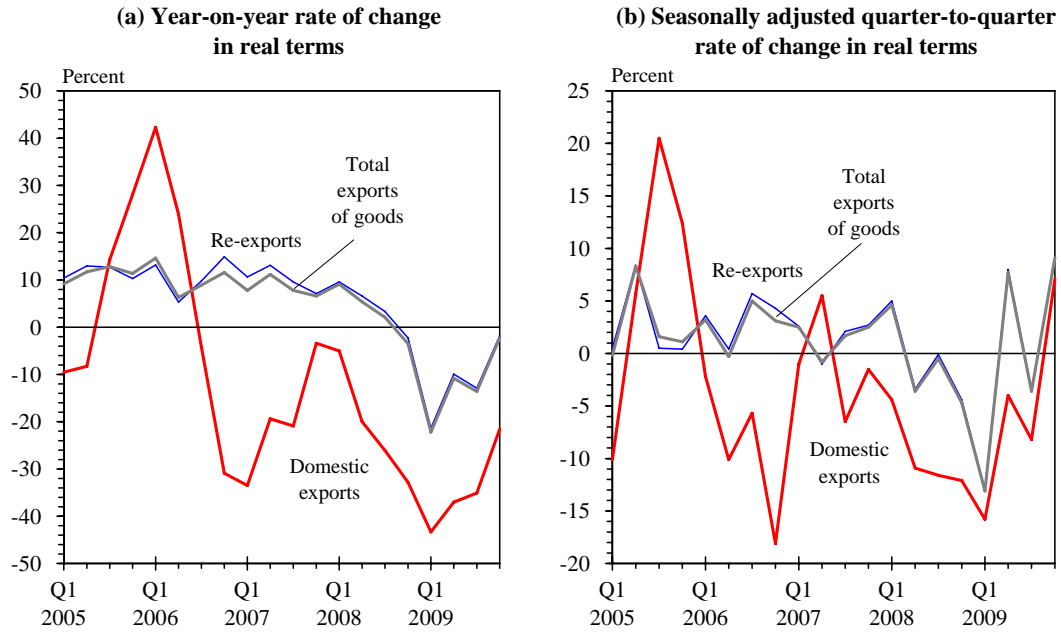 (a) Year-on-year rate of change
in real terms
Percent
50
40
30
20
10
0
-10
-20
-30
-40
-50
Total
exports
of goods
Re-exports
Domestic
exports
Q1 Q1 Q1 Q1 Q1
2005 2006 2007 2008 2009
(b) Seasonally adjusted quarter-to-quarter
rate of change in real terms
Percent
25
20
15
10
5
0
-5
-10
-15
-20
Total
exports
of goods
Re-exports
Domestic
exports
Q1 Q1 Q1 Q1 Q1
2005 2006 2007 2008 2009